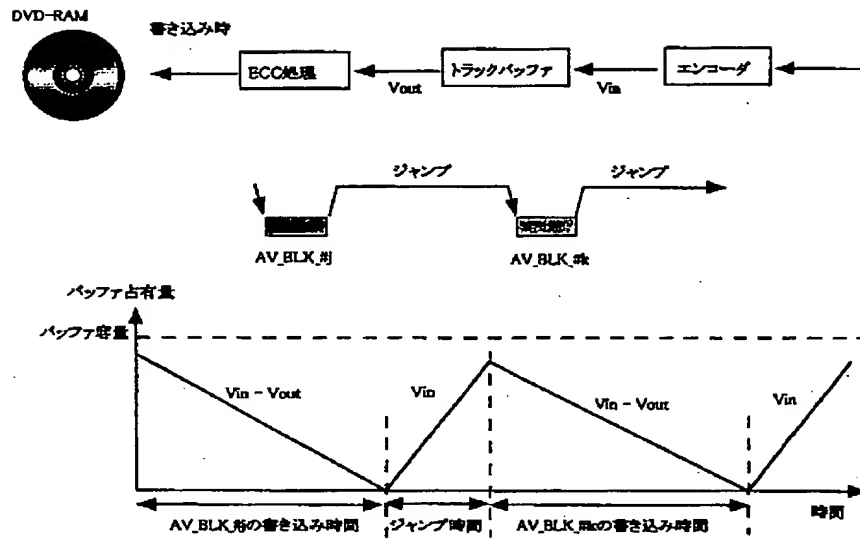 DVD-RAM
書き込み時
ECC処理
Vout
トラックバッファ
Vin
エンコーダ
ジャンプ
ジャンプ
AV_BLK_#j
AV_BLK_#k
バッファ占有量
バッファ容量
Vin - Vout
Vin
Vin - Vout
Vin
AV_BLK_#jの書き込み時間
ジャンプ時間
AV_BLK_#kの書き込み時間
時間